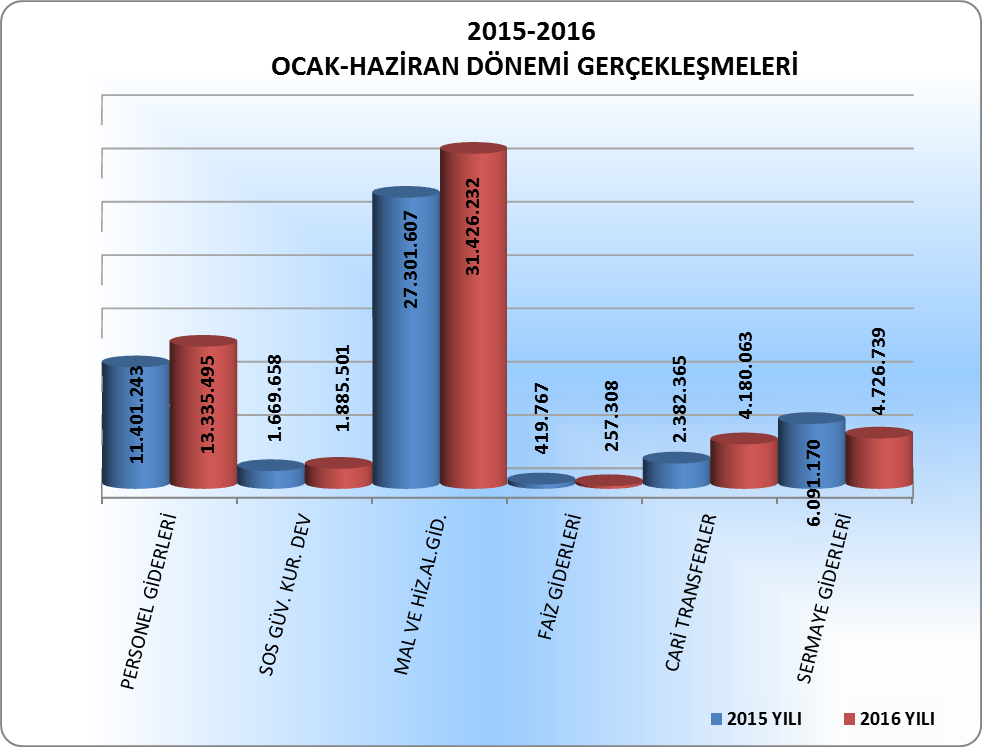 2015-2016
OCAK-HAZİRAN DÖNEMİ GERÇEKLEŞMELERİ
11.401.243
13.335.495
1.669.658
1.885.501
27.301.607
31.426.232
419.767
257.308
2.382.365
4.180.063
6.091.170
4.726.739
PERSONEL GİDERLERİ
SOS GÜV. KUR. DEV
MAL VE HİZ.AL.GİD.
FAİZ GİDERLERİ
CARİ TRANSFERLER
SERMAYE GİDERLERİ
2015 YILI
2016 YILI